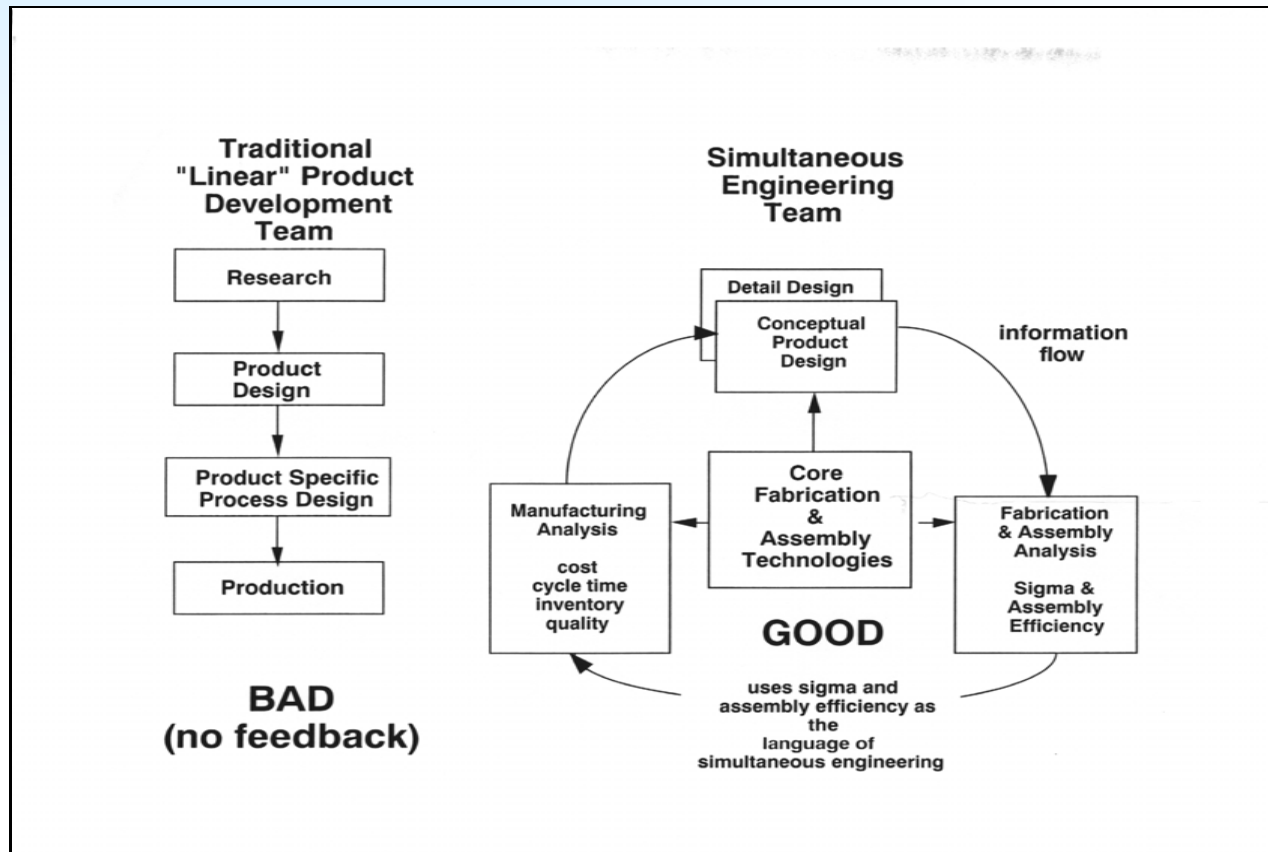 Traditional
"Linear" Product
Development
Team
Research
Product
Design
Product Specific
Process Design
Production
BAD
(no feedback)
Simultaneous
Engineering
Team
Detail Design
Conceptual
Product
Design
information
flow
Core
Fabrication
&
Assembly
Technologies
Manufacturing
Analysis
cost
cycle time
inventory
quality
Fabrication
& Assembly
Analysis
Sigma &
Assembly
Efficiency
GOOD
uses sigma and
assembly efficiency as
the
language of
simultaneous engineering